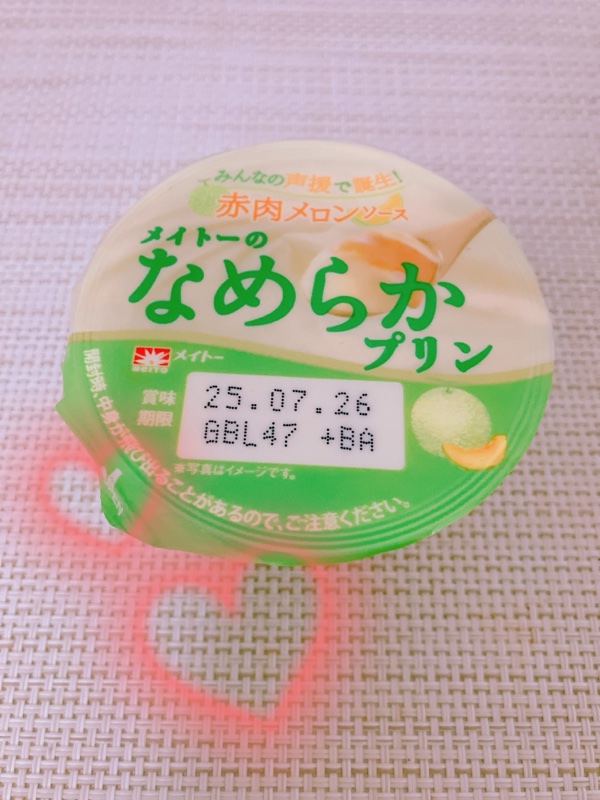 みんなの声援で誕生!
赤肉メロンソース
メイトーの
なめらか
プリン
MEITO メイトー
賞味
期限
25.07.26
GBL47 +BA
※写真はイメージです。
開封時、中身が飛び出ることがあるので、ご注意ください。
OPEN